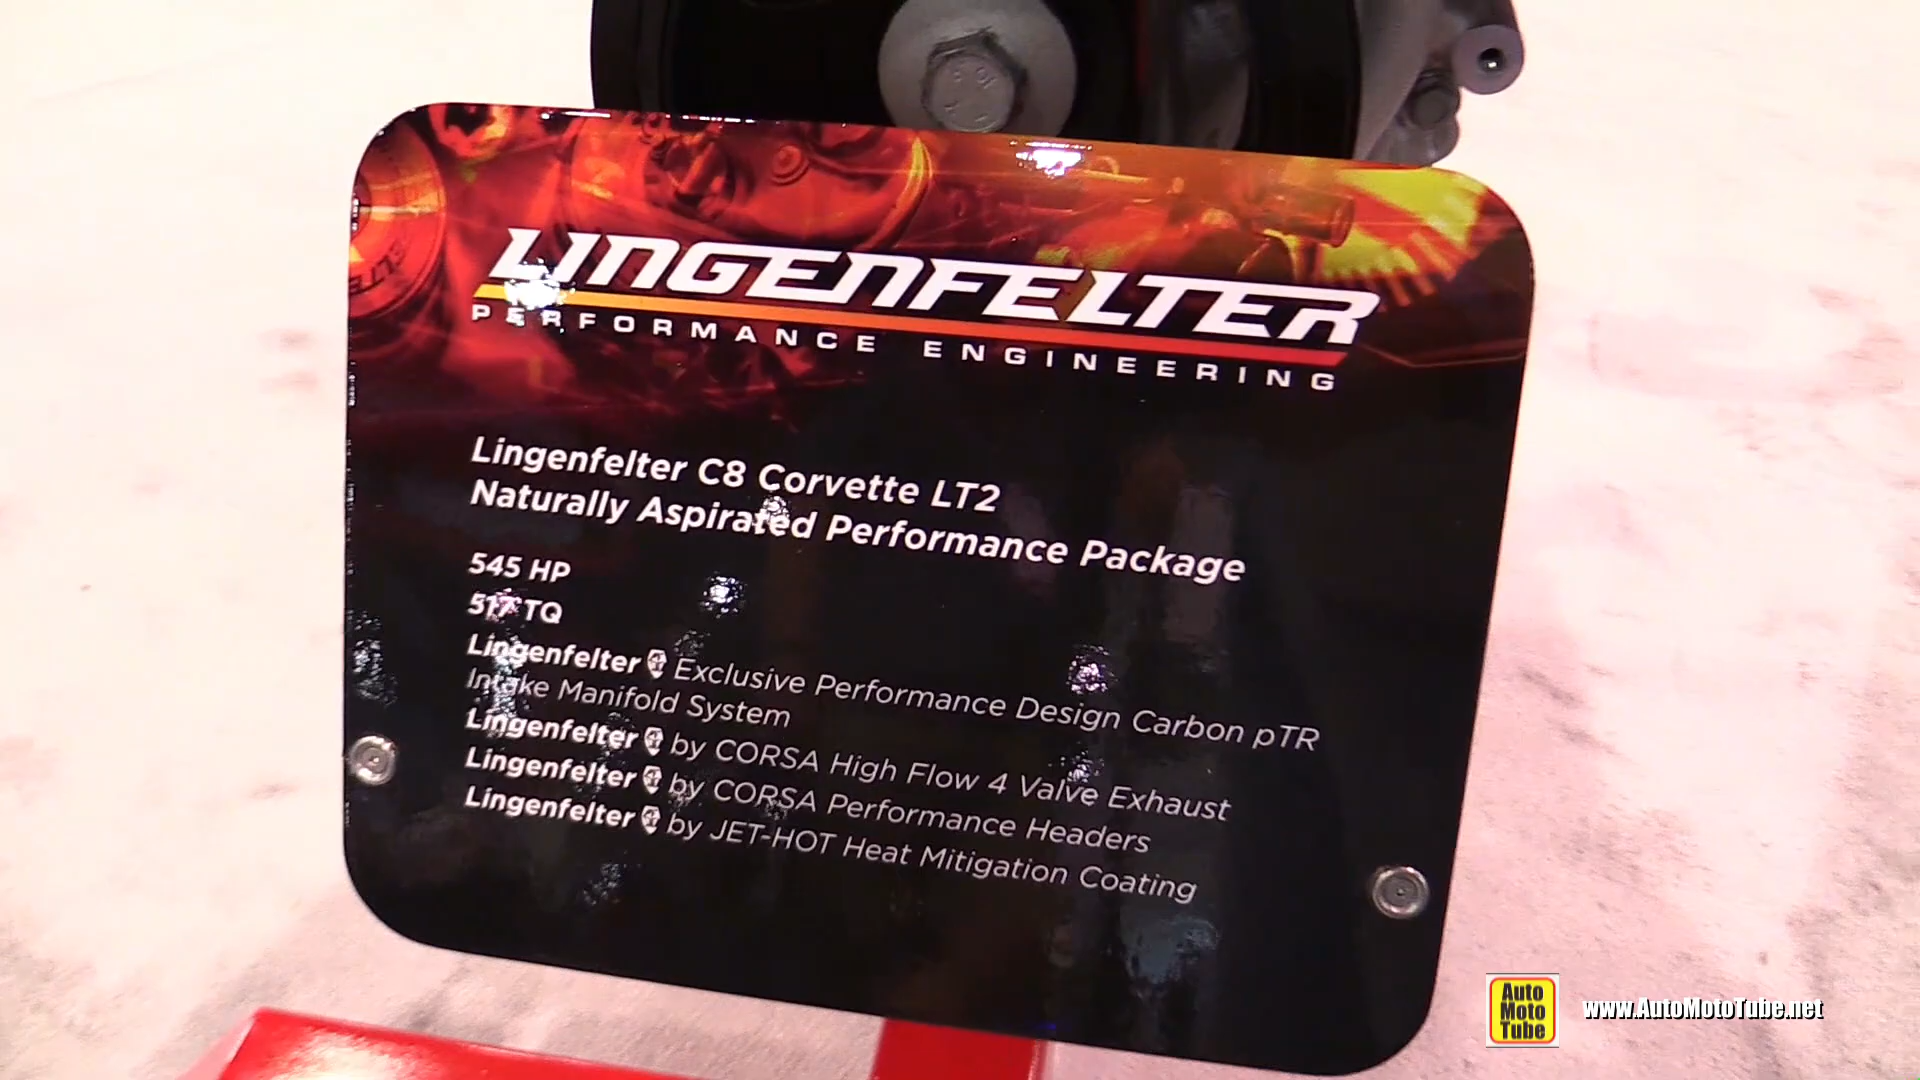 LINGENFELTER
PERFORMANCE ENGINEERING
Lingenfelter C8 Corvette LT2
Naturally Aspirated Performance Package
545 HP
517 TQ
Lingenfelter Exclusive Performance Design Carbon pTR
Intake Manifold System
Lingenfelter by CORSA High Flow 4 Valve Exhaust
Lingenfelter by CORSA Performance Headers
Lingenfelter by JET-HOT Heat Mitigation Coating
Auto
Moto
Tube
www.AutoMotoTube.net